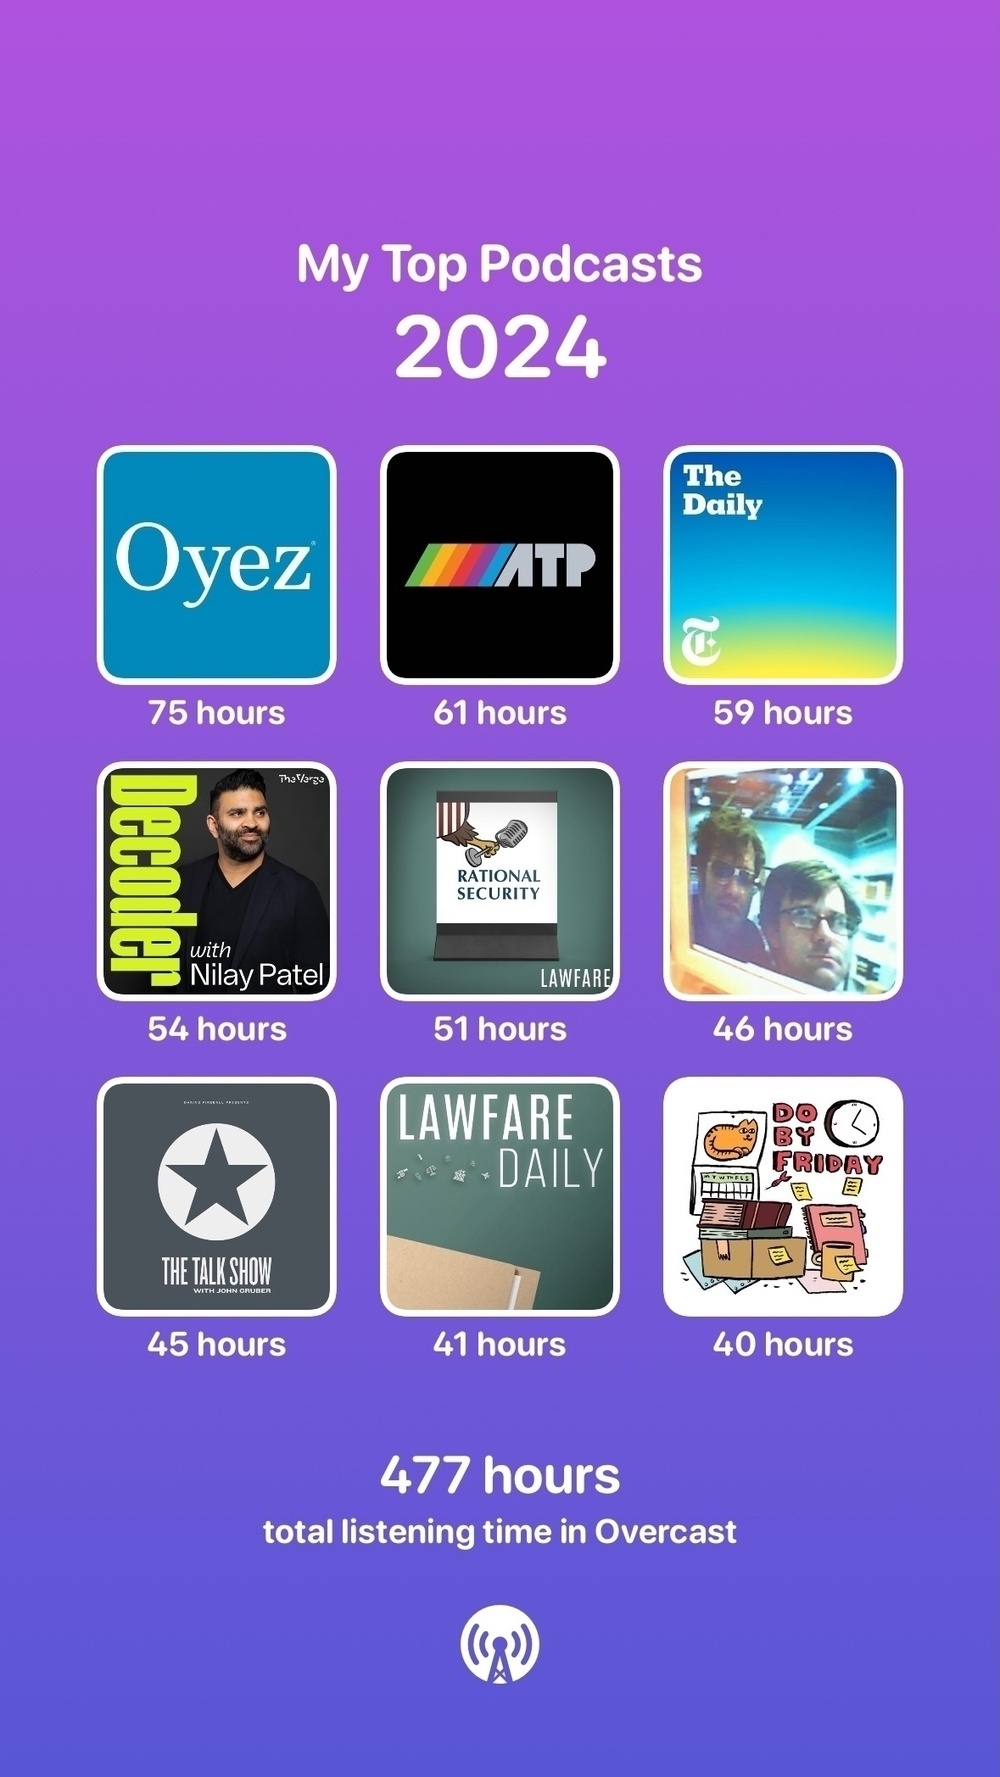 My Top Podcasts
2024
Oyez®
ATP
The
Daily
T
75 hours
61 hours
59 hours
Decoder
The Verge
with
Nilay Patel
RATIONAL
SECURITY
LAWFARE
54 hours
51 hours
46 hours
DARING FIREBALL PRESENTS
THE TALK SHOW
WITH JOHN GRUBER
LAWFARE
DAILY
DO
BY
FRIDAY
45 hours
41 hours
40 hours
477 hours
total listening time in Overcast